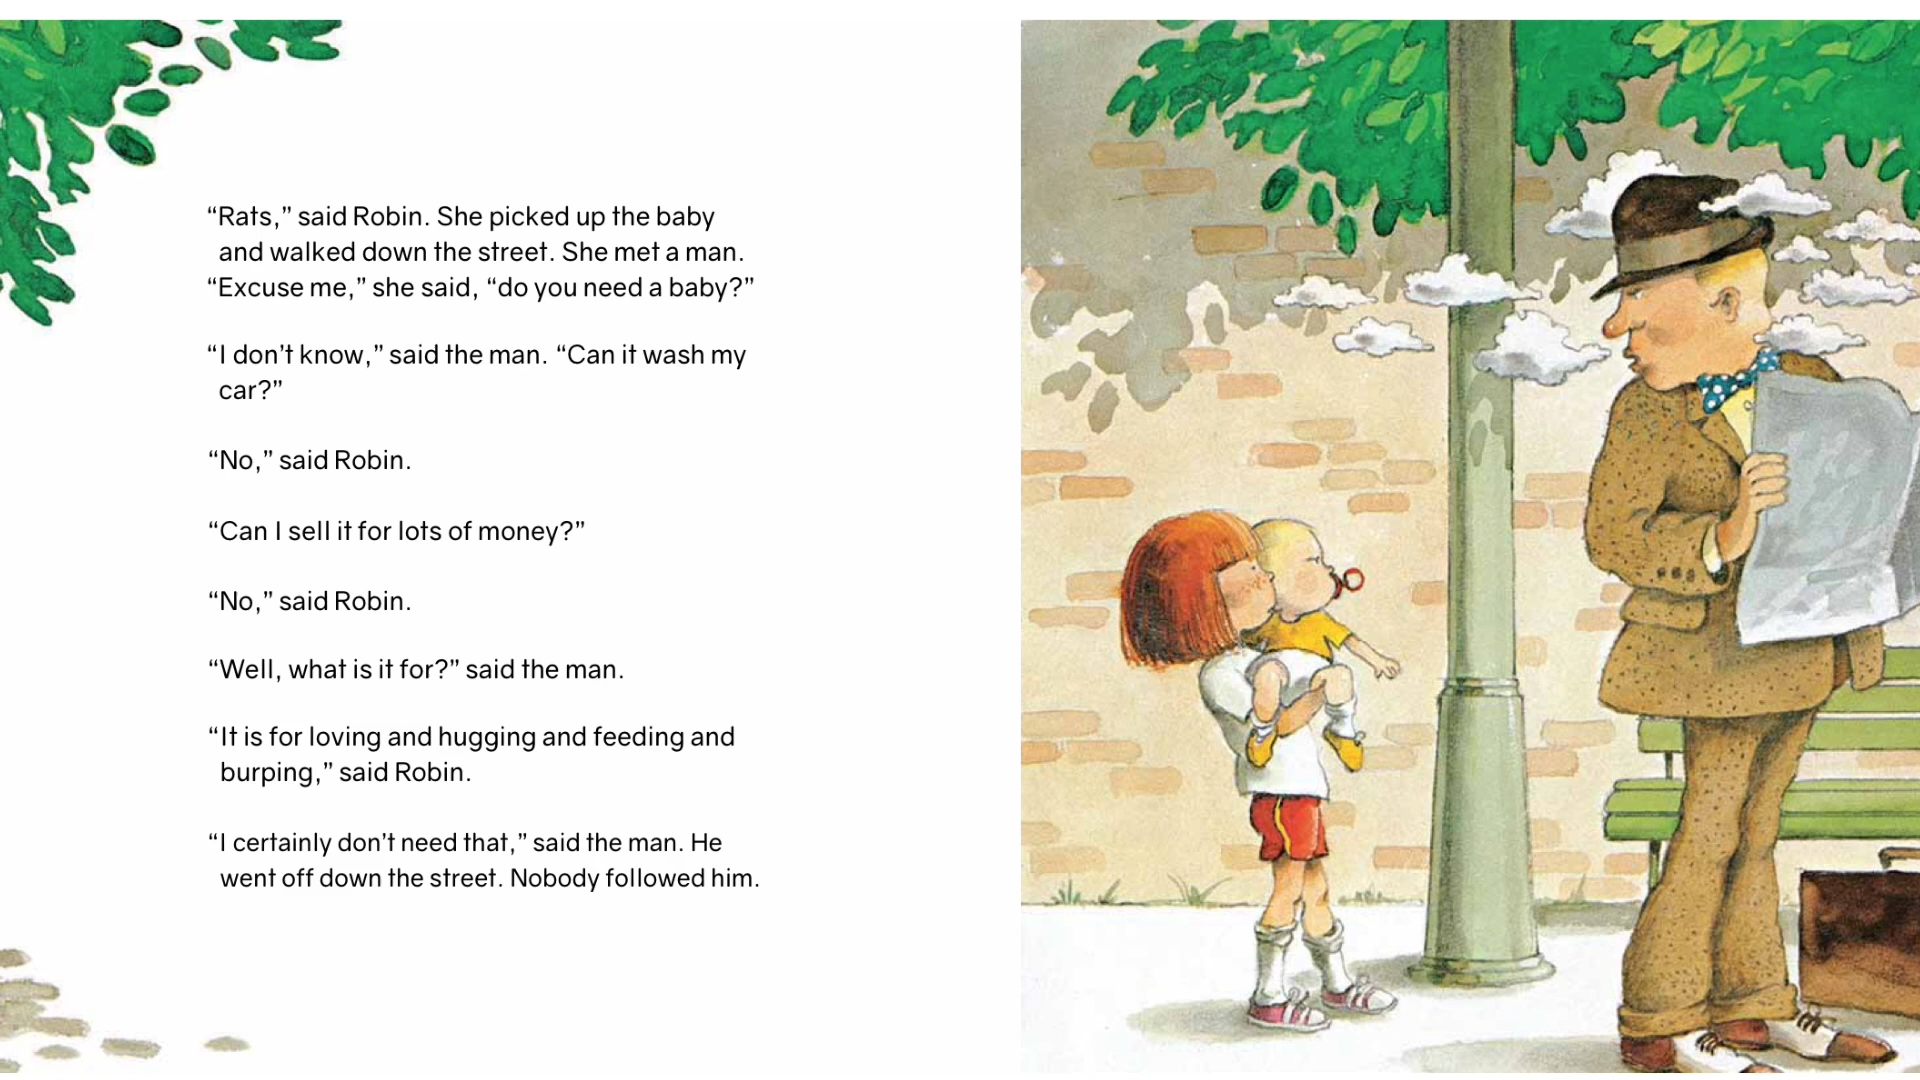 “Rats,” said Robin. She picked up the baby
and walked down the street. She met a man.
“Excuse me,” she said, “do you need a baby?”
“I don’t know,” said the man. “Can it wash my
car?”
“No,” said Robin.
“Can I sell it for lots of money?”
“No,” said Robin.
“Well, what is it for?” said the man.
“It is for loving and hugging and feeding and
burping,” said Robin.
“I certainly don’t need that,” said the man. He
went off down the street. Nobody followed him.